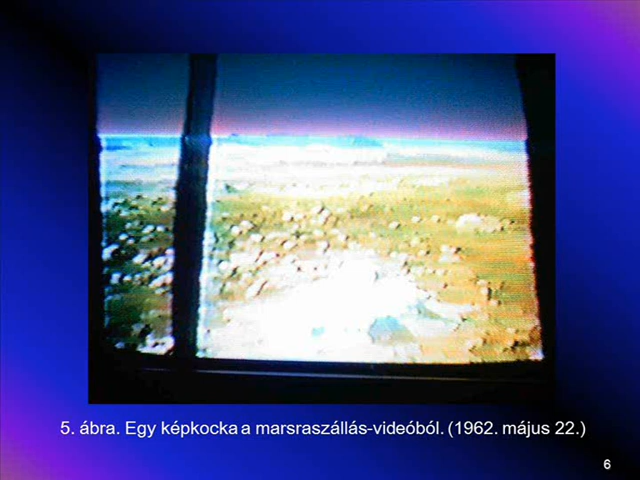 5. ábra. Egy képkocka a marsraszállás-videóból. (1962. május 22.)
6